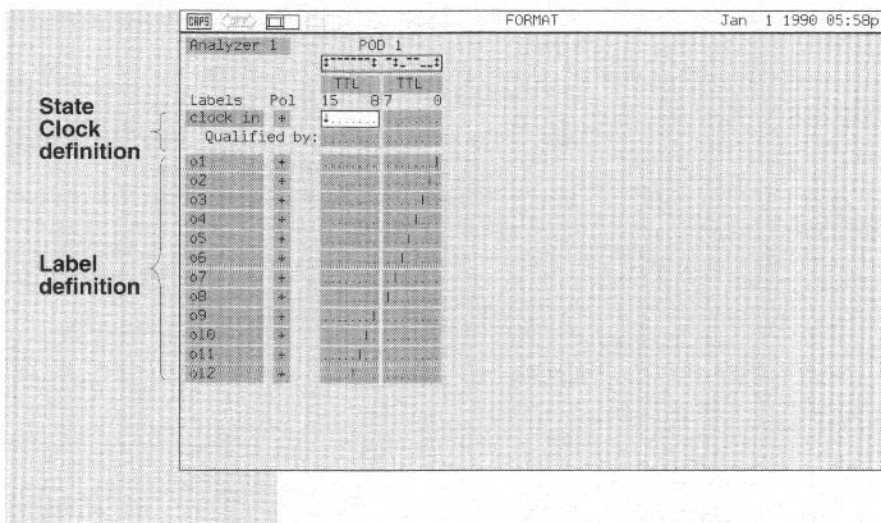 CAPS FORMAT Jan 1 1990 05:58p
Analyzer 1 POD 1
TTL TTL
Labels Pol 15 8 7 0
clock in + ↓.......
Qualified by:
o1 +
o2 +
o3 +
o4 +
o5 +
o6 +
o7 +
o8 +
o9 +
o10 +
o11 +
o12 +
State
Clock
definition
Label
definition